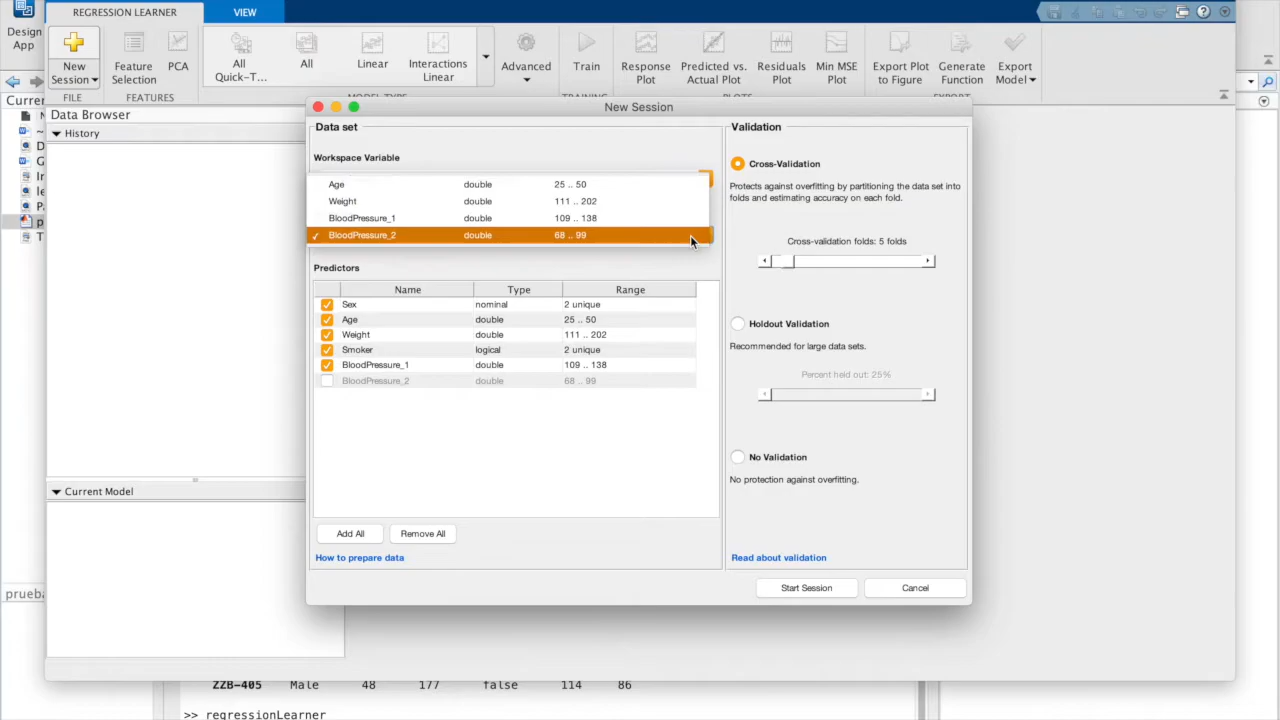 REGRESSION LEARNER VIEW
Design
App
New
Session
Feature
Selection
PCA
All
Quick-T...
All
Linear
Interactions
Linear
Advanced
Train
Response
Plot
Predicted vs.
Actual Plot
Residuals
Plot
Min MSE
Plot
Export Plot
to Figure
Generate
Function
Export
Model
FILE FEATURES
Data Browser
History
New Session
Data set
Workspace Variable
Age double 25 .. 50
Weight double 111 .. 202
BloodPressure_1 double 109 .. 138
✓ BloodPressure_2 double 68 .. 99
Predictors
Name Type Range
Sex nominal 2 unique
Age double 25 .. 50
Weight double 111 .. 202
Smoker logical 2 unique
BloodPressure_1 double 109 .. 138
BloodPressure_2 double 68 .. 99
Add All Remove All
How to prepare data
Validation
Cross-Validation
Protects against overfitting by partitioning the data set into
folds and estimating accuracy on each fold.
Cross-validation folds: 5 folds
Holdout Validation
Recommended for large data sets.
Percent held out: 25%
No Validation
No protection against overfitting.
Read about validation
Start Session Cancel
Current Model
ZZB-405 Male 48 177 false 114 86
>> regressionLearner